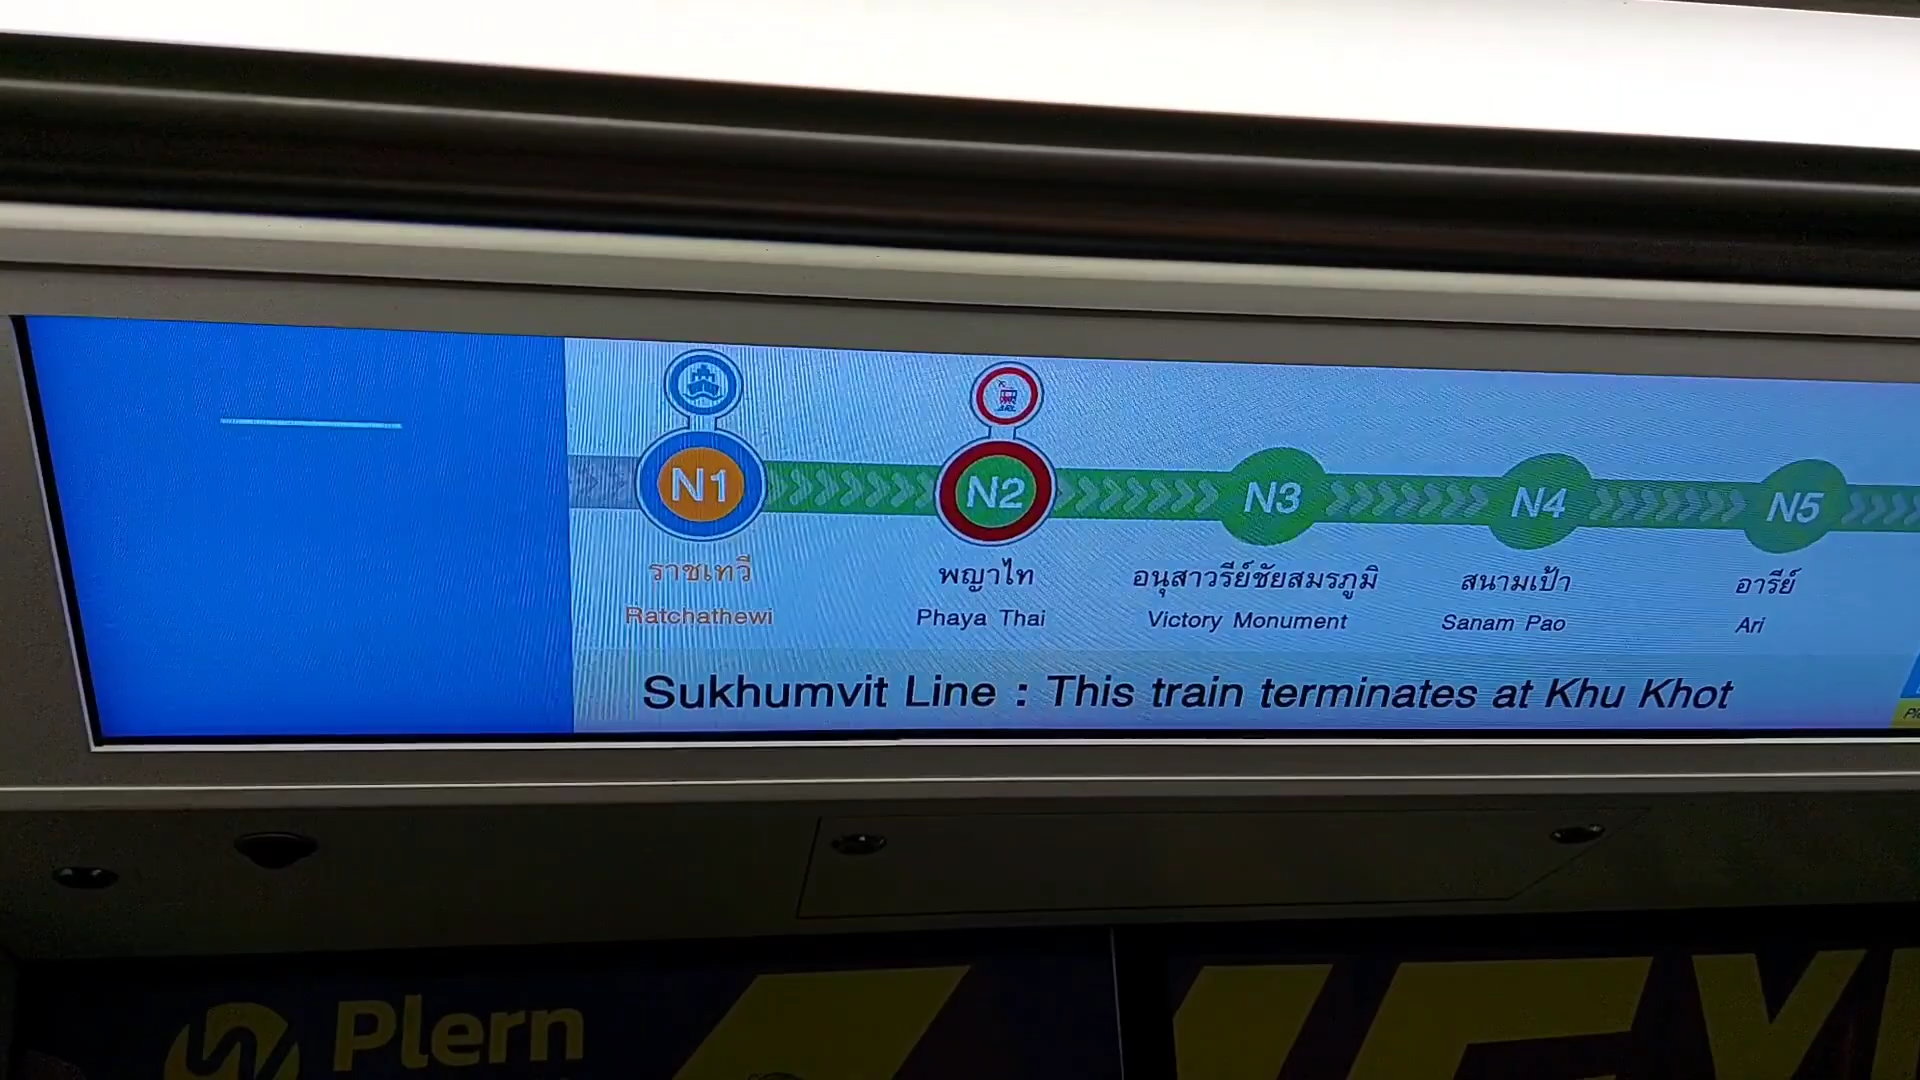 N1 N2 N3 N4 N5
ราชเทวี พญาไท อนุสาวรีย์ชัยสมรภูมิ สนามเป้า อารีย์
Ratchathewi Phaya Thai Victory Monument Sanam Pao Ari
Sukhumvit Line : This train terminates at Khu Khot
Plern